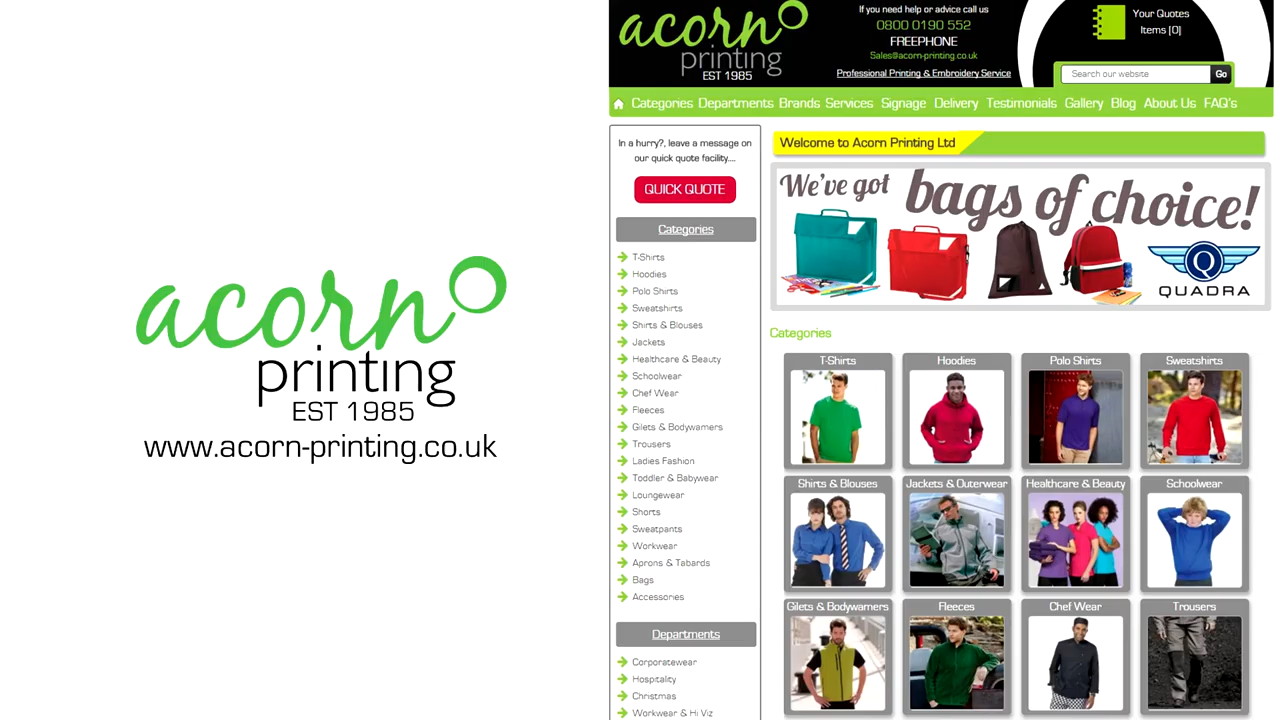 acorn
printing
EST 1985
www.acorn-printing.co.uk
acorn
printing
EST 1985
If you need help or advice call us
0800 0190 552
FREEPHONE
Sales@acorn-printing.co.uk
Professional Printing & Embroidery Service
Your Quotes
Items [0]
Search our website
Go
Categories Departments Brands Services Signage Delivery Testimonials Gallery Blog About Us FAQ's
In a hurry?, leave a message on
our quick quote facility....
QUICK QUOTE
Categories
T-Shirts
Hoodies
Polo Shirts
Sweatshirts
Shirts & Blouses
Jackets
Healthcare & Beauty
Schoolwear
Chef Wear
Fleeces
Gilets & Bodywarmers
Trousers
Ladies Fashion
Toddler & Babywear
Loungewear
Shorts
Sweatpants
Workwear
Aprons & Tabards
Bags
Accessories
Departments
Corporatewear
Hospitality
Christmas
Workwear & Hi Viz
Welcome to Acorn Printing Ltd
We've got bags of choice!
Q
QUADRA
Categories
T-Shirts
Hoodies
Polo Shirts
Sweatshirts
Shirts & Blouses
Jackets & Outerwear
Healthcare & Beauty
Schoolwear
Gilets & Bodywarmers
Fleeces
Chef Wear
Trousers